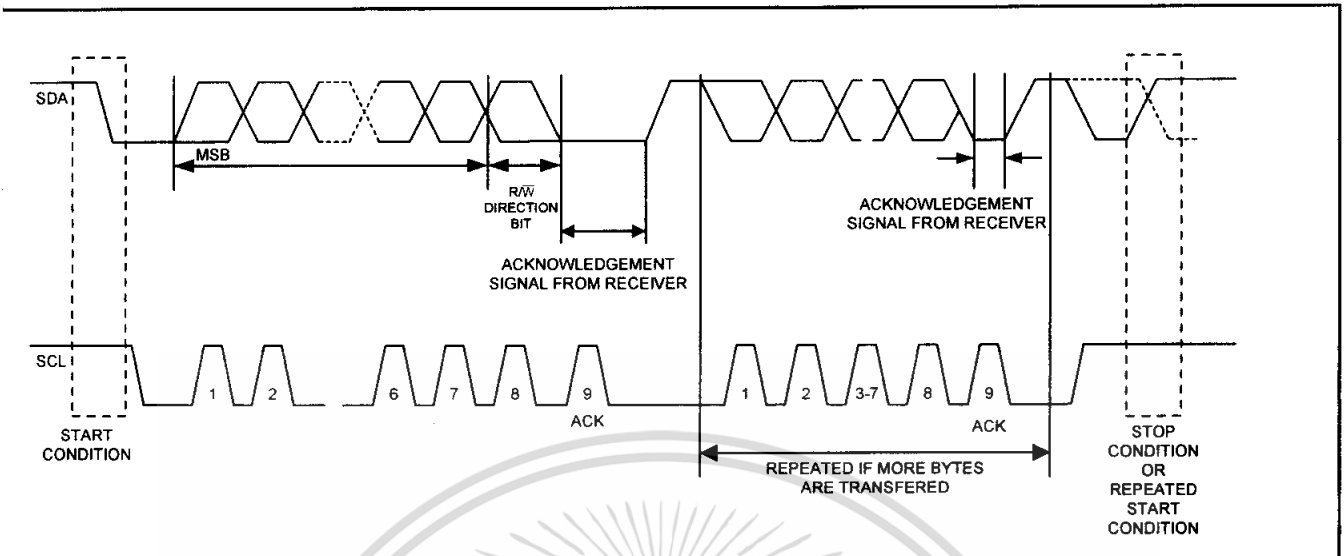 SDA
MSB
R/W̅
DIRECTION
BIT
ACKNOWLEDGEMENT
SIGNAL FROM RECEIVER
ACKNOWLEDGEMENT
SIGNAL FROM RECEIVER
SCL
1 2 6 7 8 9 1 2 3-7 8 9
ACK ACK
START
CONDITION
REPEATED IF MORE BYTES
ARE TRANSFERED
STOP
CONDITION
OR
REPEATED
START
CONDITION